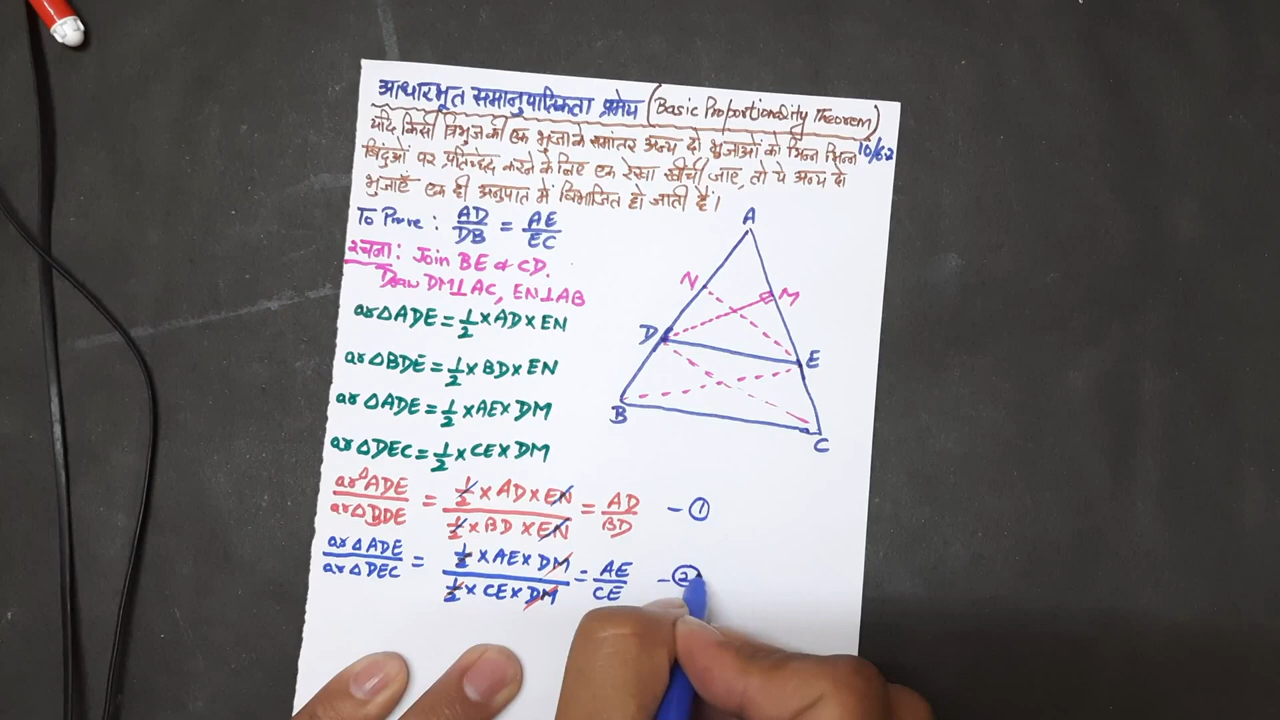 आधारभूत समानुपातिकता प्रमेय (Basic Proportionality Theorem)
यदि किसी त्रिभुज की एक भुजा के समांतर अन्य दो भुजाओं को भिन्न भिन्न 10/6.2
बिंदुओं पर प्रतिच्छेद करने के लिए एक रेखा खींची जाए, तो ये अन्य दो
भुजाएँ एक ही अनुपात में विभाजित हो जाती हैं।
To Prove : AD/DB = AE/EC
रचना: Join BE & CD.
Draw DM⊥AC, EN⊥AB
ar△ADE=1/2×AD×EN
ar△BDE=1/2×BD×EN
ar△ADE=1/2×AE×DM
ar△DEC=1/2×CE×DM
ar△ADE/ar△BDE = 1/2×AD×EN/1/2×BD×EN = AD/BD -①
ar△ADE/ar△DEC = 1/2×AE×DM/1/2×CE×DM = AE/CE -②
A
N
M
D
E
B
C